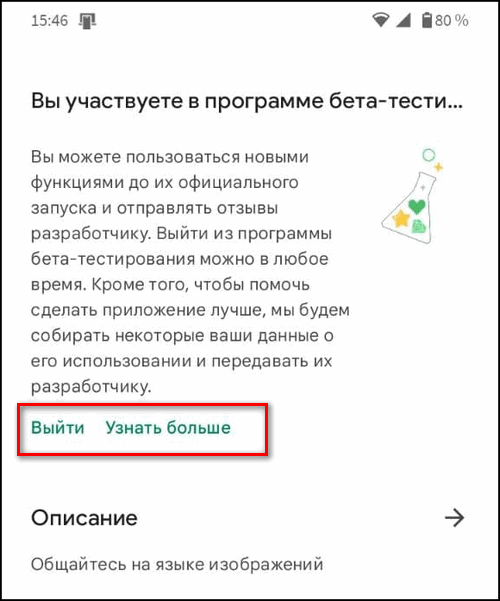 15:46 80 %
Вы участвуете в программе бета-тести...
Вы можете пользоваться новыми
функциями до их официального
запуска и отправлять отзывы
разработчику. Выйти из программы
бета-тестирования можно в любое
время. Кроме того, чтобы помочь
сделать приложение лучше, мы будем
собирать некоторые ваши данные о
его использовании и передавать их
разработчику.
Выйти Узнать больше
Описание
Общайтесь на языке изображений